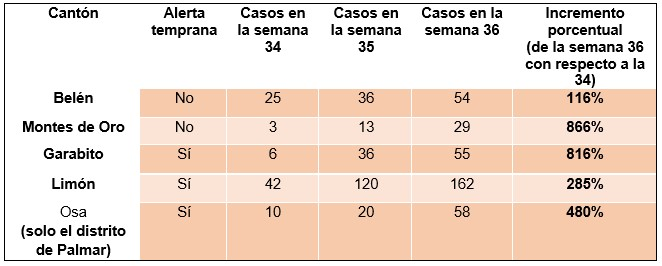 Cantón Alerta temprana Casos en la semana 34 Casos en la semana 35 Casos en la semana 36 Incremento porcentual (de la semana 36 con respecto a la 34)
Belén No 25 36 54 116%
Montes de Oro No 3 13 29 866%
Garabito Sí 6 36 55 816%
Limón Sí 42 120 162 285%
Osa (solo el distrito de Palmar) Sí 10 20 58 480%